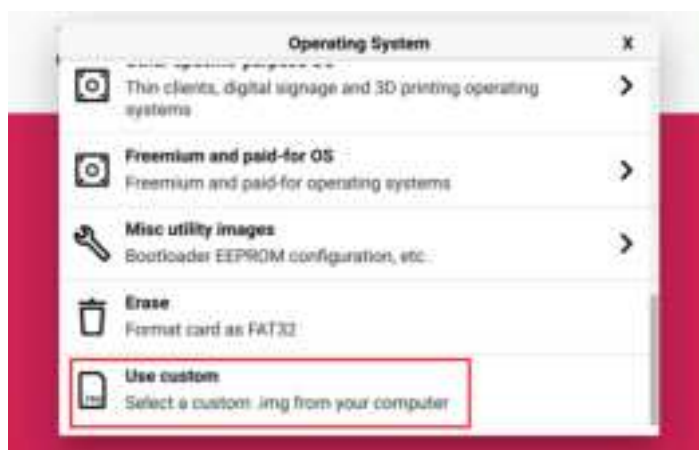 Operating System X
Thin clients, digital signage and 3D printing operating
systems
Freemium and paid-for OS
Freemium and paid-for operating systems
Misc utility images
Bootloader EEPROM configuration, etc.
Erase
Format card as FAT32
Use custom
Select a custom .img from your computer